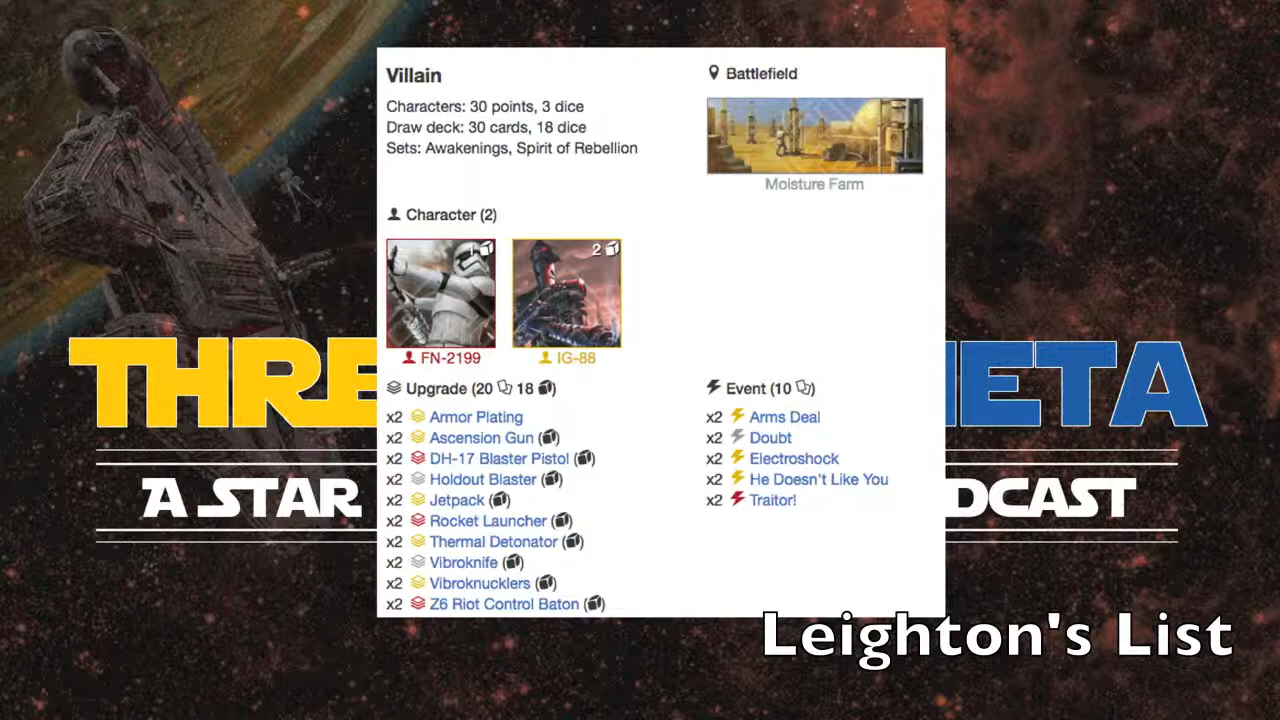 Villain
Characters: 30 points, 3 dice
Draw deck: 30 cards, 18 dice
Sets: Awakenings, Spirit of Rebellion
Battlefield
Moisture Farm
Character (2)
1
2
FN-2199
IG-88
Upgrade (20 18 )
x2 Armor Plating
x2 Ascension Gun ( )
x2 DH-17 Blaster Pistol ( )
x2 Holdout Blaster ( )
x2 Jetpack ( )
x2 Rocket Launcher ( )
x2 Thermal Detonator ( )
x2 Vibroknife ( )
x2 Vibroknucklers ( )
x2 Z6 Riot Control Baton ( )
Event (10 )
x2 Arms Deal
x2 Doubt
x2 Electroshock
x2 He Doesn't Like You
x2 Traitor!
THRE ETA
A STAR DCAST
Leighton's List